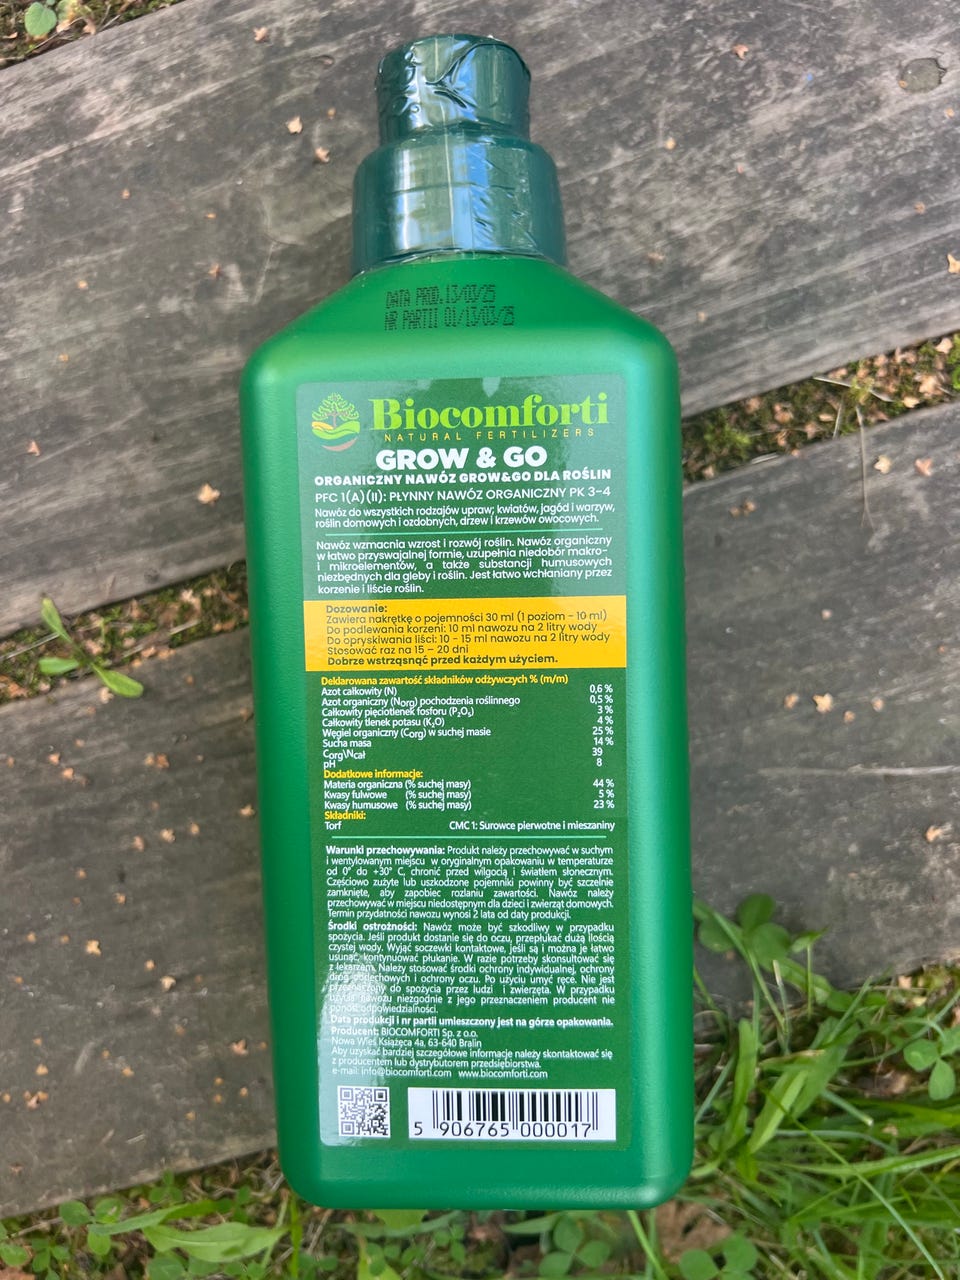 DATA PROD. 13/03/25
NR PARTII 01/13/03/25
Biocomforti
NATURAL FERTILIZERS
GROW & GO
ORGANICZNY NAWÓZ GROW&GO DLA ROŚLIN
PFC 1(A)(II): PŁYNNY NAWÓZ ORGANICZNY PK 3-4
Nawóz do wszystkich rodzajów upraw; kwiatów, jagód i warzyw,
roślin domowych i ozdobnych, drzew i krzewów owocowych.
Nawóz wzmacnia wzrost i rozwój roślin. Nawóz organiczny
w łatwo przyswajalnej formie, uzupełnia niedobór makro-
i mikroelementów, a także substancji humusowych
niezbędnych dla gleby i roślin. Jest łatwo wchłaniany przez
korzenie i liście roślin.
Dozowanie:
Zawiera nakrętkę o pojemności 30 ml (1 poziom - 10 ml)
Do podlewania korzeni: 10 ml nawozu na 2 litry wody
Do opryskiwania liści: 10 - 15 ml nawozu na 2 litry wody
Stosować raz na 15 – 20 dni
Dobrze wstrząsnąć przed każdym użyciem.
Deklarowana zawartość składników odżywczych % (m/m)
Azot całkowity (N) 0,6 %
Azot organiczny (Norg) pochodzenia roślinnego 0,5 %
Całkowity pięciotlenek fosforu (P₂O₅) 3 %
Całkowity tlenek potasu (K₂O) 4 %
Węgiel organiczny (Corg) w suchej masie 25 %
Sucha masa 14 %
Corg\Ncał 39
pH 8
Dodatkowe informacje:
Materia organiczna (% suchej masy) 44 %
Kwasy fulwowe (% suchej masy) 5 %
Kwasy humusowe (% suchej masy) 23 %
Składniki:
Torf CMC 1: Surowce pierwotne i mieszaniny
Warunki przechowywania: Produkt należy przechowywać w suchym
i wentylowanym miejscu w oryginalnym opakowaniu w temperaturze
od 0° do +30° C, chronić przed wilgocią i światłem słonecznym.
Częściowo zużyte lub uszkodzone pojemniki powinny być szczelnie
zamknięte, aby zapobiec rozlaniu zawartości. Nawóz należy
przechowywać w miejscu niedostępnym dla dzieci i zwierząt domowych.
Termin przydatności nawozu wynosi 2 lata od daty produkcji.
Środki ostrożności: Nawóz może być szkodliwy w przypadku
spożycia. Jeśli produkt dostanie się do oczu, przepłukać dużą ilością
czystej wody. Wyjąć soczewki kontaktowe, jeśli są i można je łatwo
usunąć, kontynuować płukanie. W razie potrzeby skonsultować się
z lekarzem. Należy stosować środki ochrony indywidualnej, ochrony
dróg oddechowych i ochrony oczu. Po użyciu umyć ręce. Nie jest
przeznaczony do spożycia przez ludzi i zwierzęta. W przypadku
użycia nawozu niezgodnie z jego przeznaczeniem producent nie
ponosi odpowiedzialności.
Data produkcji i nr partii umieszczony jest na górze opakowania.
Producent: BIOCOMFORTI Sp. z o.o.
Nowa Wieś Książęca 4a, 63-640 Bralin
Aby uzyskać bardziej szczegółowe informacje należy skontaktować się
z producentem lub dystrybutorem przedsiębiorstwa.
e-mail: info@biocomforti.com www.biocomforti.com
5 906765 000017